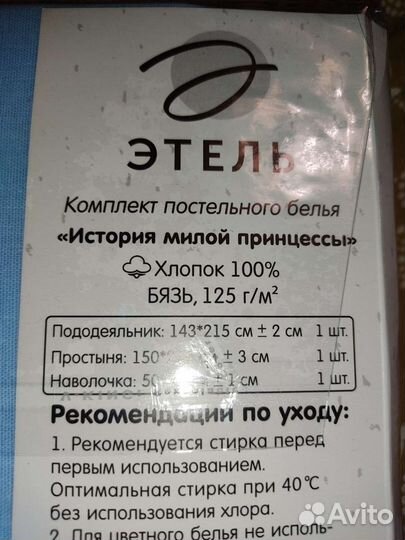 ЭТЕЛЬ
Комплект постельного белья
«История милой принцессы»
Хлопок 100%
БЯЗЬ, 125 г/м²
Пододеяльник: 143*215 см ± 2 см 1 шт.
Простыня: 150* см ± 3 см 1 шт.
Наволочка: 50 ± 1 см 1 шт.
Рекомендации по уходу:
1. Рекомендуется стирка перед
первым использованием.
Оптимальная стирка при 40°С
без использования хлора.
2. Для цветного белья не исполь-
Avito